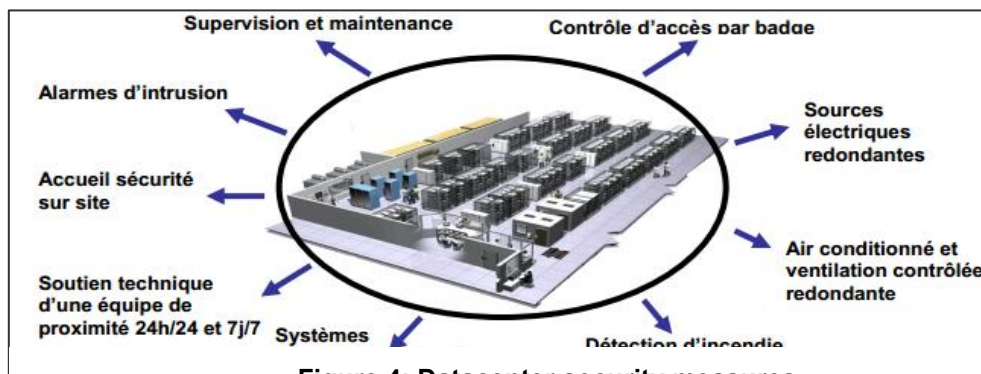 Supervision et maintenance
Contrôle d'accès par badge
Alarmes d'intrusion
Sources
électriques
redondantes
Accueil sécurité
sur site
Air conditionné et
ventilation contrôlée
redondante
Soutien technique
d'une équipe de
proximité 24h/24 et 7j/7
Systèmes
Détection d'incendie
Figure 4: Datacenter security measures